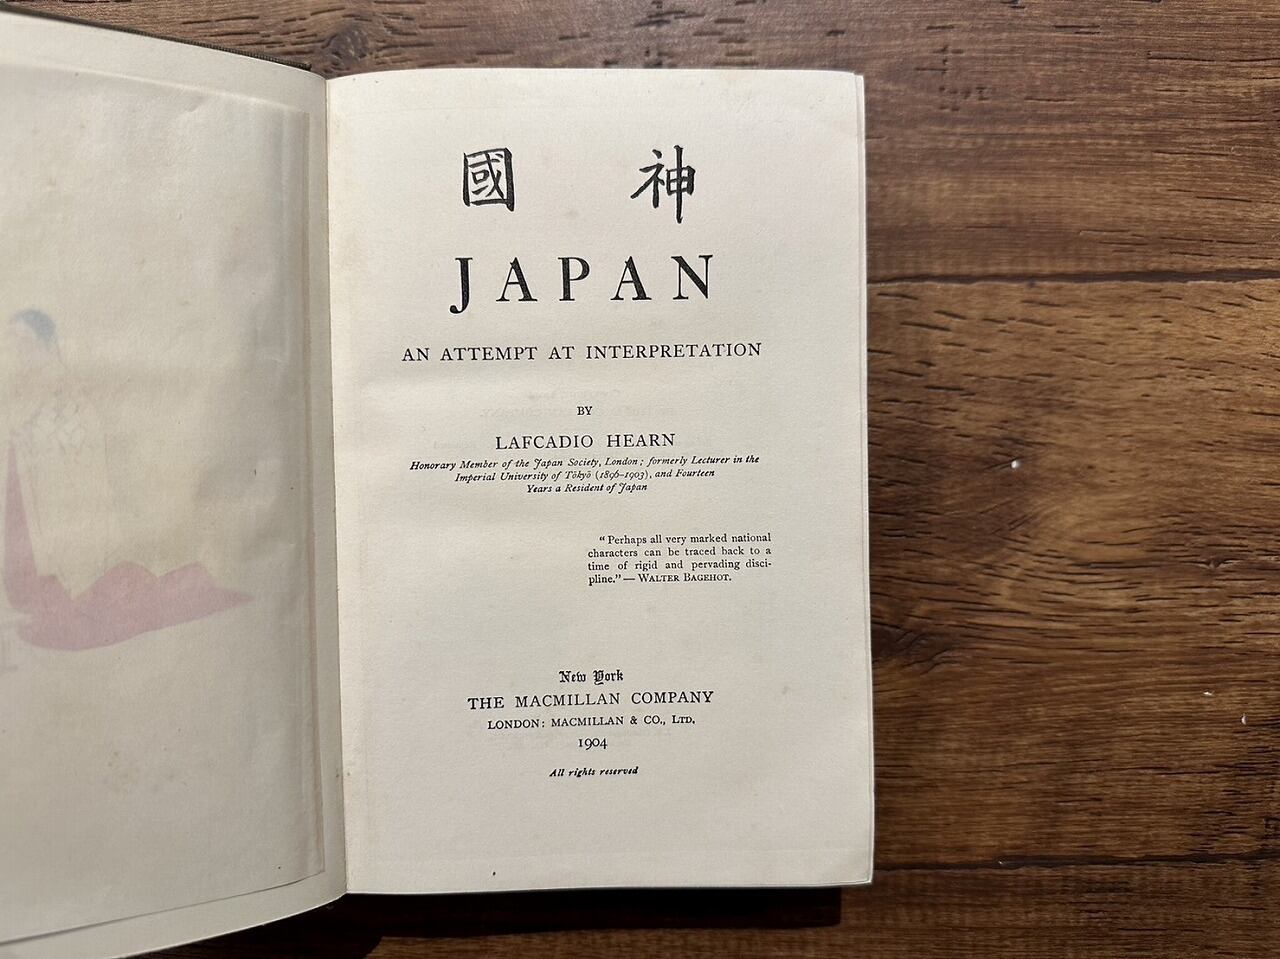 國 神
JAPAN
AN ATTEMPT AT INTERPRETATION
BY
LAFCADIO HEARN
Honorary Member of the Japan Society, London; formerly Lecturer in the
Imperial University of Tōkyō (1896–1903), and Fourteen
Years a Resident of Japan
“Perhaps all very marked national
characters can be traced back to a
time of rigid and pervading disci-
pline.”—WALTER BAGEHOT.
New York
THE MACMILLAN COMPANY
LONDON: MACMILLAN & CO., LTD.
1904
All rights reserved